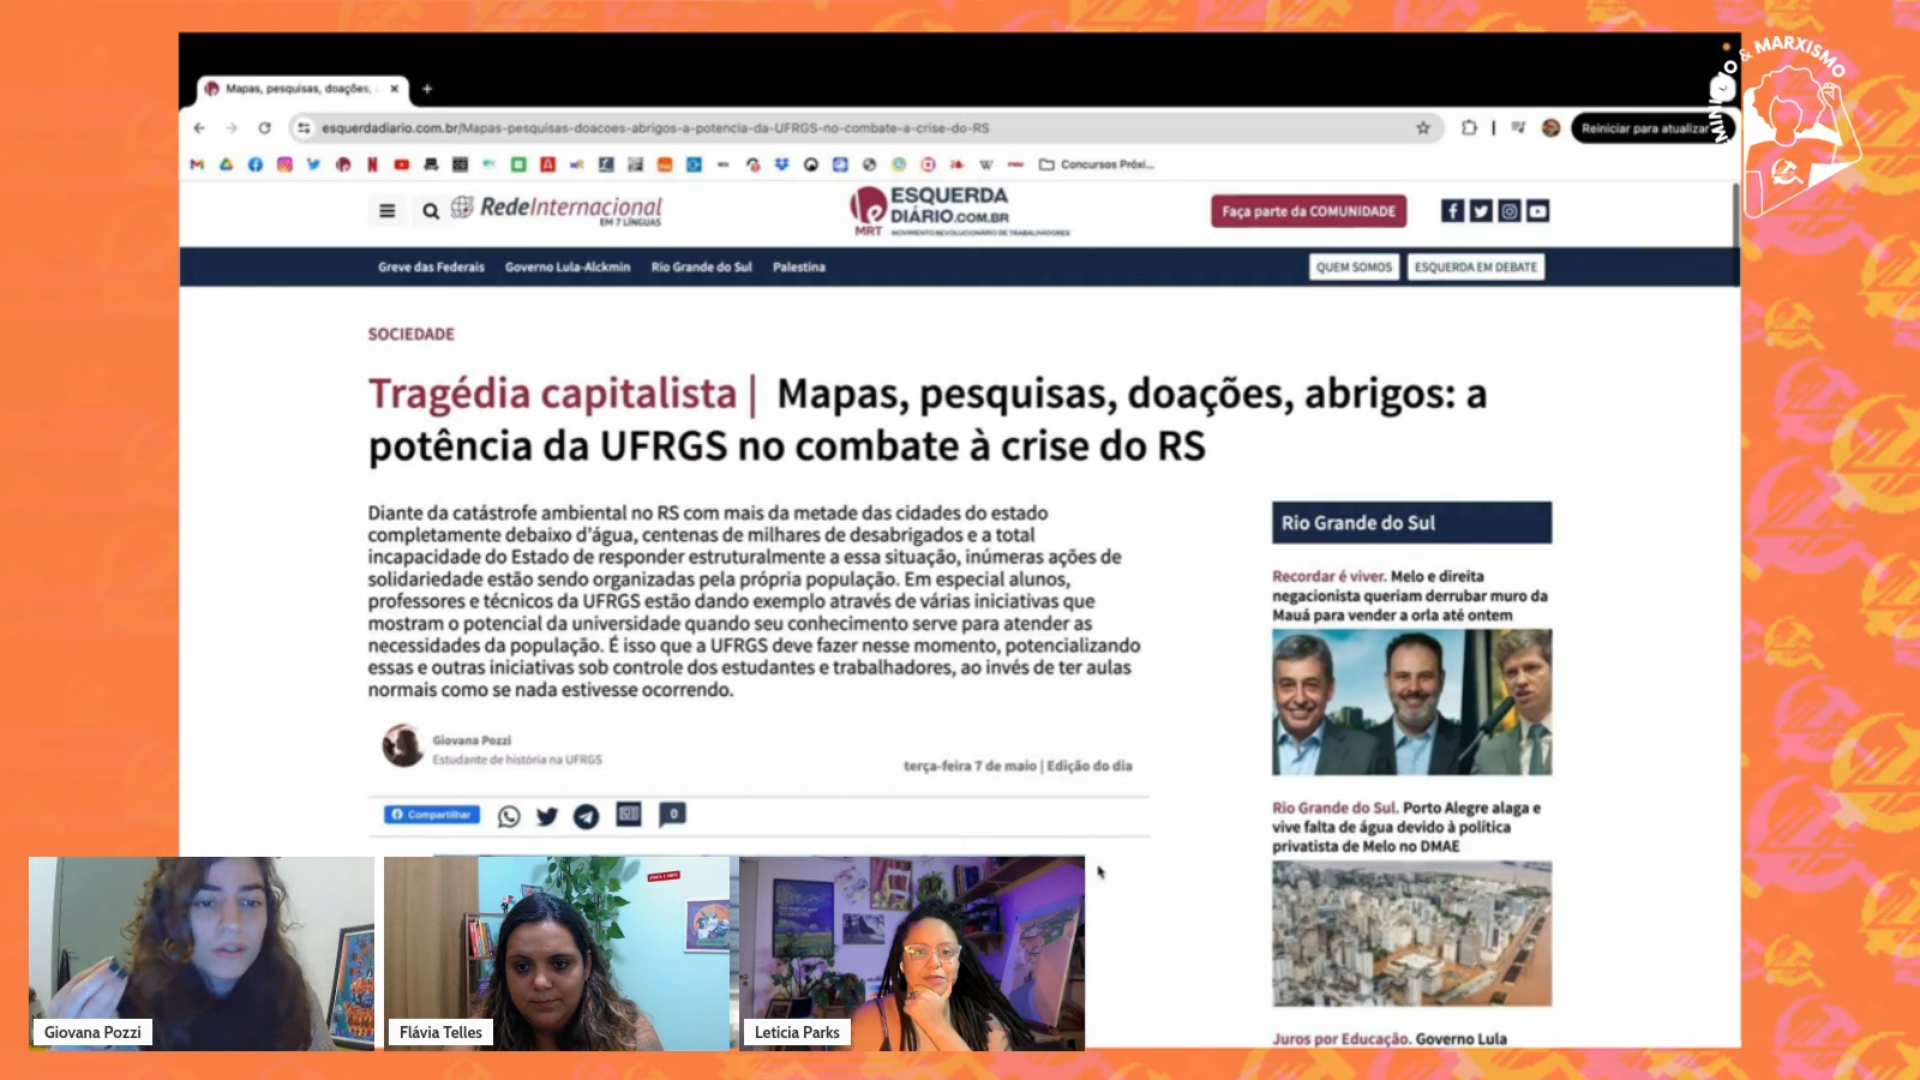 Mapas, pesquisas, doações,
esquerdadiario.com.br/Mapas-pesquisas-doacoes-abrigos-a-potencia-da-UFRGS-no-combate-a-crise-do-RS
Reiniciar para atualizar
Concursos Próxi...
& MARXISMO
RedeInternacional
EM 7 LÍNGUAS
ESQUERDA
DIÁRIO.COM.BR
MRT MOVIMENTO REVOLUCIONÁRIO DE TRABALHADORES
Faça parte da COMUNIDADE
Greve das Federais Governo Lula-Alckmin Rio Grande do Sul Palestina
QUEM SOMOS ESQUERDA EM DEBATE
SOCIEDADE
Tragédia capitalista | Mapas, pesquisas, doações, abrigos: a
potência da UFRGS no combate à crise do RS
Diante da catástrofe ambiental no RS com mais da metade das cidades do estado
completamente debaixo d'água, centenas de milhares de desabrigados e a total
incapacidade do Estado de responder estruturalmente a essa situação, inúmeras ações de
solidariedade estão sendo organizadas pela própria população. Em especial alunos,
professores e técnicos da UFRGS estão dando exemplo através de várias iniciativas que
mostram o potencial da universidade quando seu conhecimento serve para atender as
necessidades da população. É isso que a UFRGS deve fazer nesse momento, potencializando
essas e outras iniciativas sob controle dos estudantes e trabalhadores, ao invés de ter aulas
normais como se nada estivesse ocorrendo.
Giovana Pozzi
Estudante de história na UFRGS
terça-feira 7 de maio | Edição do dia
Compartilhar
0
Rio Grande do Sul
Recordar é viver. Melo e direita
negacionista queriam derrubar muro da
Mauá para vender a orla até ontem
Rio Grande do Sul. Porto Alegre alaga e
vive falta de água devido à política
privatista de Melo no DMAE
Juros por Educação. Governo Lula
Giovana Pozzi
Flávia Telles
Leticia Parks